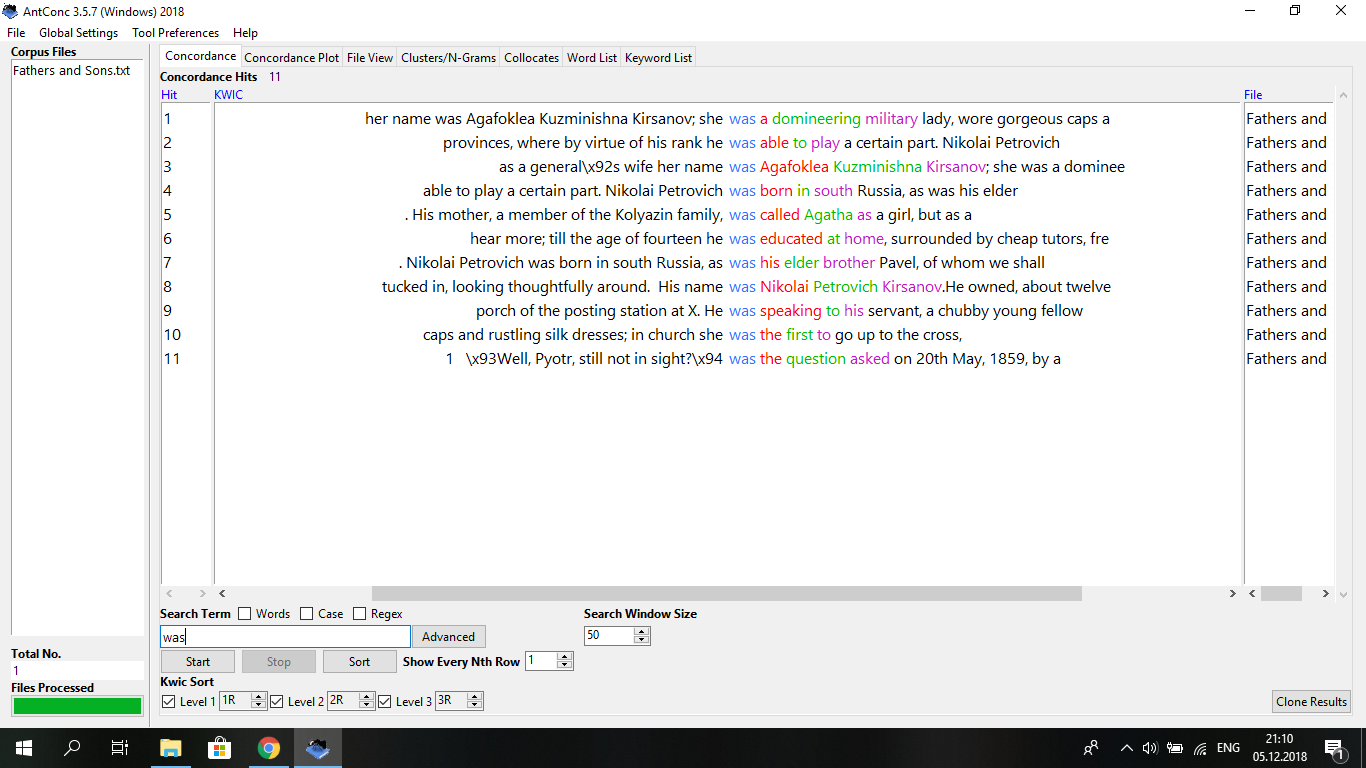 AntConc 3.5.7 (Windows) 2018
File Global Settings Tool Preferences Help
Corpus Files
Fathers and Sons.txt
Concordance Concordance Plot File View Clusters/N-Grams Collocates Word List Keyword List
Concordance Hits 11
Hit KWIC File
1 her name was Agafoklea Kuzminishna Kirsanov; she was a domineering military lady, wore gorgeous caps a Fathers and
2 provinces, where by virtue of his rank he was able to play a certain part. Nikolai Petrovich Fathers and
3 as a general\x92s wife her name was Agafoklea Kuzminishna Kirsanov; she was a dominee Fathers and
4 able to play a certain part. Nikolai Petrovich was born in south Russia, as was his elder Fathers and
5 . His mother, a member of the Kolyazin family, was called Agatha as a girl, but as a Fathers and
6 hear more; till the age of fourteen he was educated at home, surrounded by cheap tutors, fre Fathers and
7 . Nikolai Petrovich was born in south Russia, as was his elder brother Pavel, of whom we shall Fathers and
8 tucked in, looking thoughtfully around. His name was Nikolai Petrovich Kirsanov.He owned, about twelve Fathers and
9 porch of the posting station at X. He was speaking to his servant, a chubby young fellow Fathers and
10 caps and rustling silk dresses; in church she was the first to go up to the cross, Fathers and
11 1 \x93Well, Pyotr, still not in sight?\x94 was the question asked on 20th May, 1859, by a Fathers and
Search Term Words Case Regex Search Window Size
was Advanced 50
Start Stop Sort Show Every Nth Row 1
Kwic Sort
Level 1 1R Level 2 2R Level 3 3R Clone Results
Total No.
1
Files Processed
ENG 21:10
05.12.2018
1